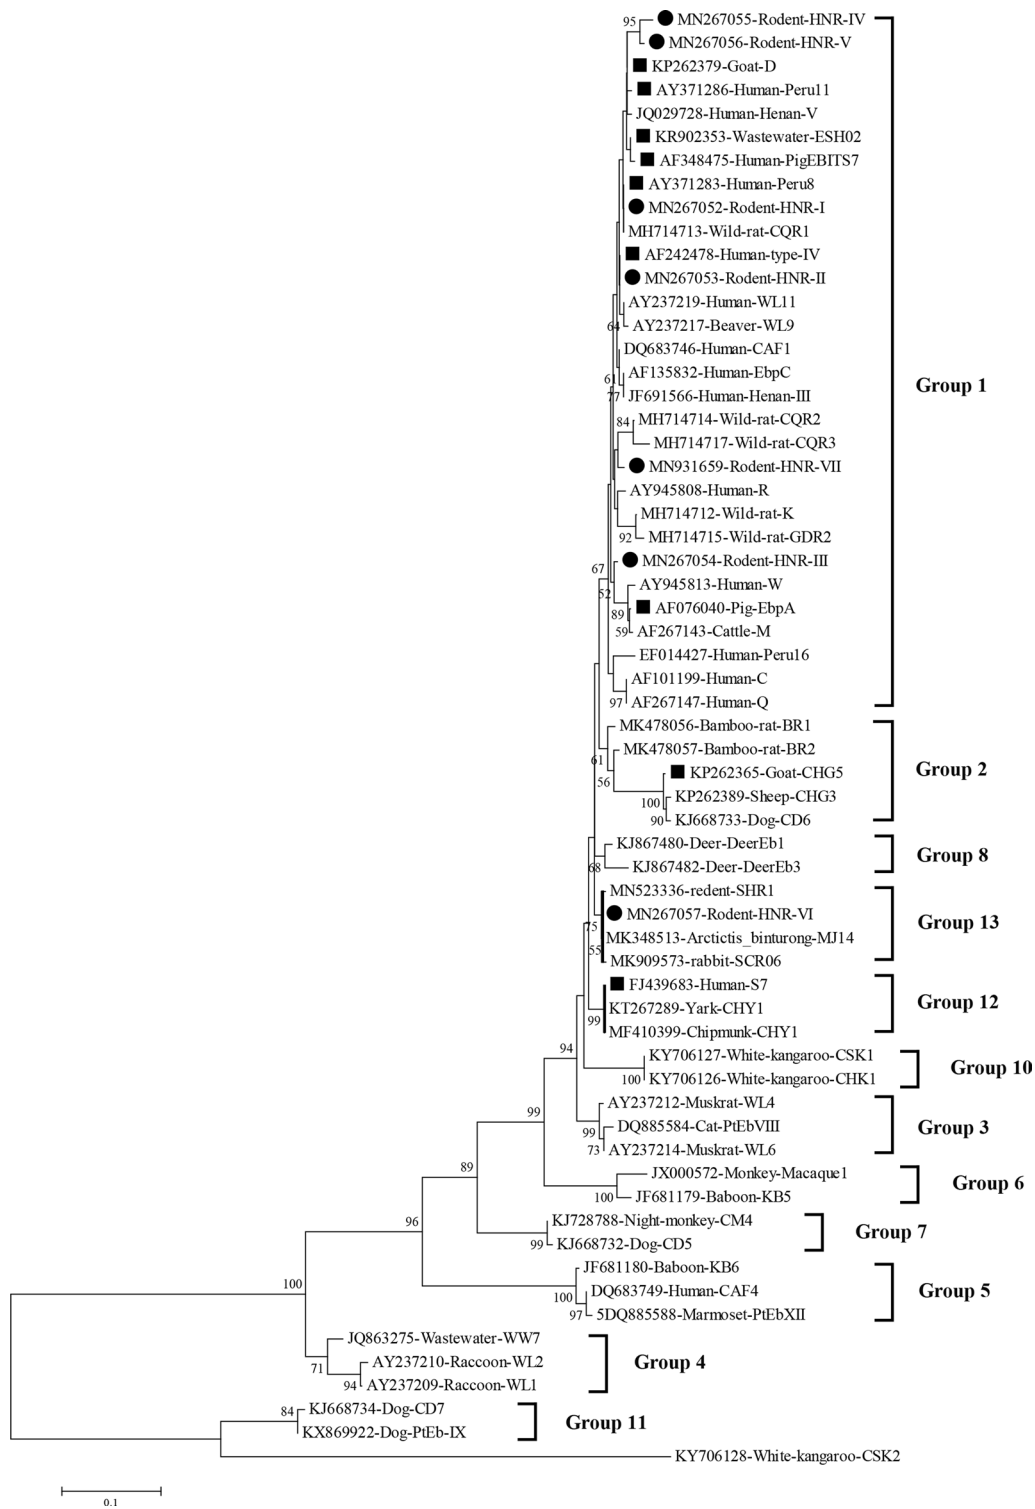 95
MN267055-Rodent-HNR-IV
MN267056-Rodent-HNR-V
KP262379-Goat-D
AY371286-Human-Peru11
JQ029728-Human-Henan-V
KR902353-Wastewater-ESH02
AF348475-Human-PigEBITS7
AY371283-Human-Peru8
MN267052-Rodent-HNR-I
MH714713-Wild-rat-CQR1
AF242478-Human-type-IV
MN267053-Rodent-HNR-II
AY237219-Human-WL11
64
AY237217-Beaver-WL9
DQ683746-Human-CAF1
61
AF135832-Human-EbpC
Group 1
77
JF691566-Human-Henan-III
84
MH714714-Wild-rat-CQR2
MH714717-Wild-rat-CQR3
MN931659-Rodent-HNR-VII
AY945808-Human-R
MH714712-Wild-rat-K
92
MH714715-Wild-rat-GDR2
MN267054-Rodent-HNR-III
67
52
AY945813-Human-W
89
AF076040-Pig-EbpA
59
AF267143-Cattle-M
EF014427-Human-Peru16
AF101199-Human-C
97
AF267147-Human-Q
MK478056-Bamboo-rat-BR1
61
MK478057-Bamboo-rat-BR2
56
KP262365-Goat-CHG5
Group 2
100
KP262389-Sheep-CHG3
90
KJ668733-Dog-CD6
KJ867480-Deer-DeerEb1
Group 8
68
KJ867482-Deer-DeerEb3
MN523336-redent-SHR1
75
MN267057-Rodent-HNR-VI
Group 13
55
MK348513-Arctictis_binturong-MJ14
MK909573-rabbit-SCR06
FJ439683-Human-S7
Group 12
99
KT267289-Yark-CHY1
MF410399-Chipmunk-CHY1
94
KY706127-White-kangaroo-CSK1
Group 10
100
KY706126-White-kangaroo-CHK1
99
AY237212-Muskrat-WL4
99
DQ885584-Cat-PtEbVIII
Group 3
73
AY237214-Muskrat-WL6
89
JX000572-Monkey-Macaque1
Group 6
100
JF681179-Baboon-KB5
96
KJ728788-Night-monkey-CM4
Group 7
99
KJ668732-Dog-CD5
100
JF681180-Baboon-KB6
100
DQ683749-Human-CAF4
Group 5
97
5DQ885588-Marmoset-PtEbXII
JQ863275-Wastewater-WW7
71
AY237210-Raccoon-WL2
Group 4
94
AY237209-Raccoon-WL1
84
KJ668734-Dog-CD7
Group 11
KX869922-Dog-PtEb-IX
KY706128-White-kangaroo-CSK2
0.1